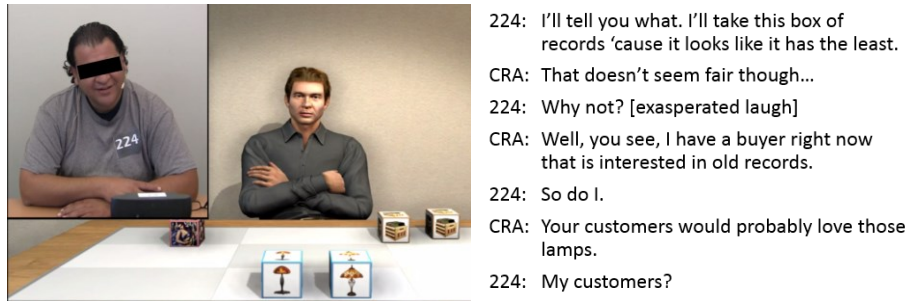 224
224: I’ll tell you what. I’ll take this box of
records ‘cause it looks like it has the least.
CRA: That doesn’t seem fair though…
224: Why not? [exasperated laugh]
CRA: Well, you see, I have a buyer right now
that is interested in old records.
224: So do I.
CRA: Your customers would probably love those
lamps.
224: My customers?